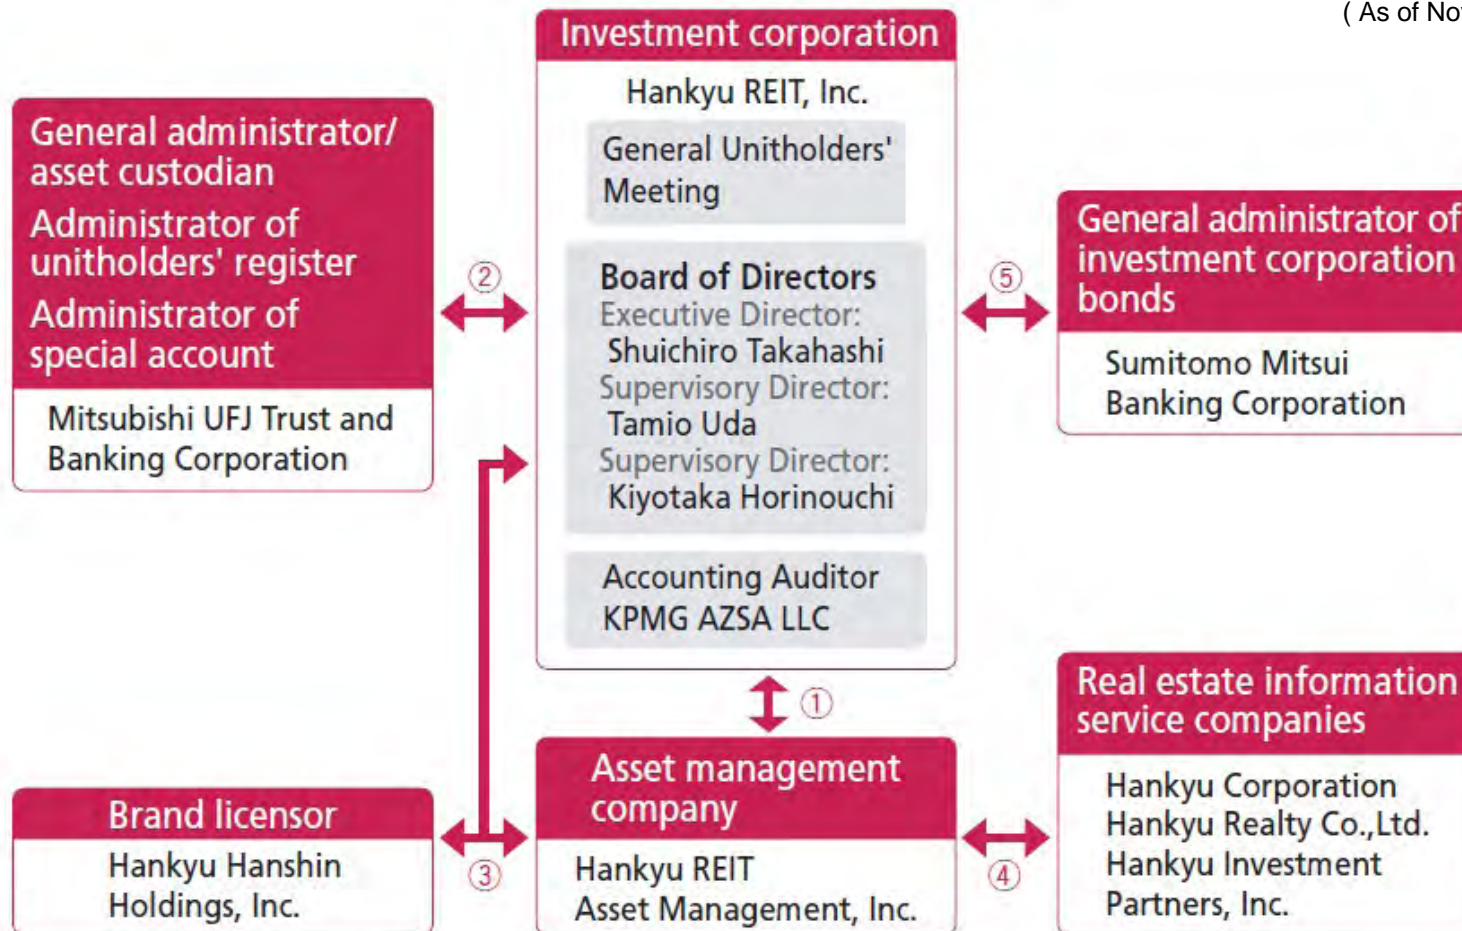 ( As of No
Investment corporation
Hankyu REIT, Inc.
General Unitholders'
Meeting
Board of Directors
Executive Director:
Shuichiro Takahashi
Supervisory Director:
Tamio Uda
Supervisory Director:
Kiyotaka Horinouchi
Accounting Auditor
KPMG AZSA LLC
General administrator/
asset custodian
Administrator of
unitholders' register
Administrator of
special account
Mitsubishi UFJ Trust and
Banking Corporation
②
⑤
General administrator of
investment corporation
bonds
Sumitomo Mitsui
Banking Corporation
①
Brand licensor
Hankyu Hanshin
Holdings, Inc.
③
Asset management
company
Hankyu REIT
Asset Management, Inc.
④
Real estate information
service companies
Hankyu Corporation
Hankyu Realty Co.,Ltd.
Hankyu Investment
Partners, Inc.